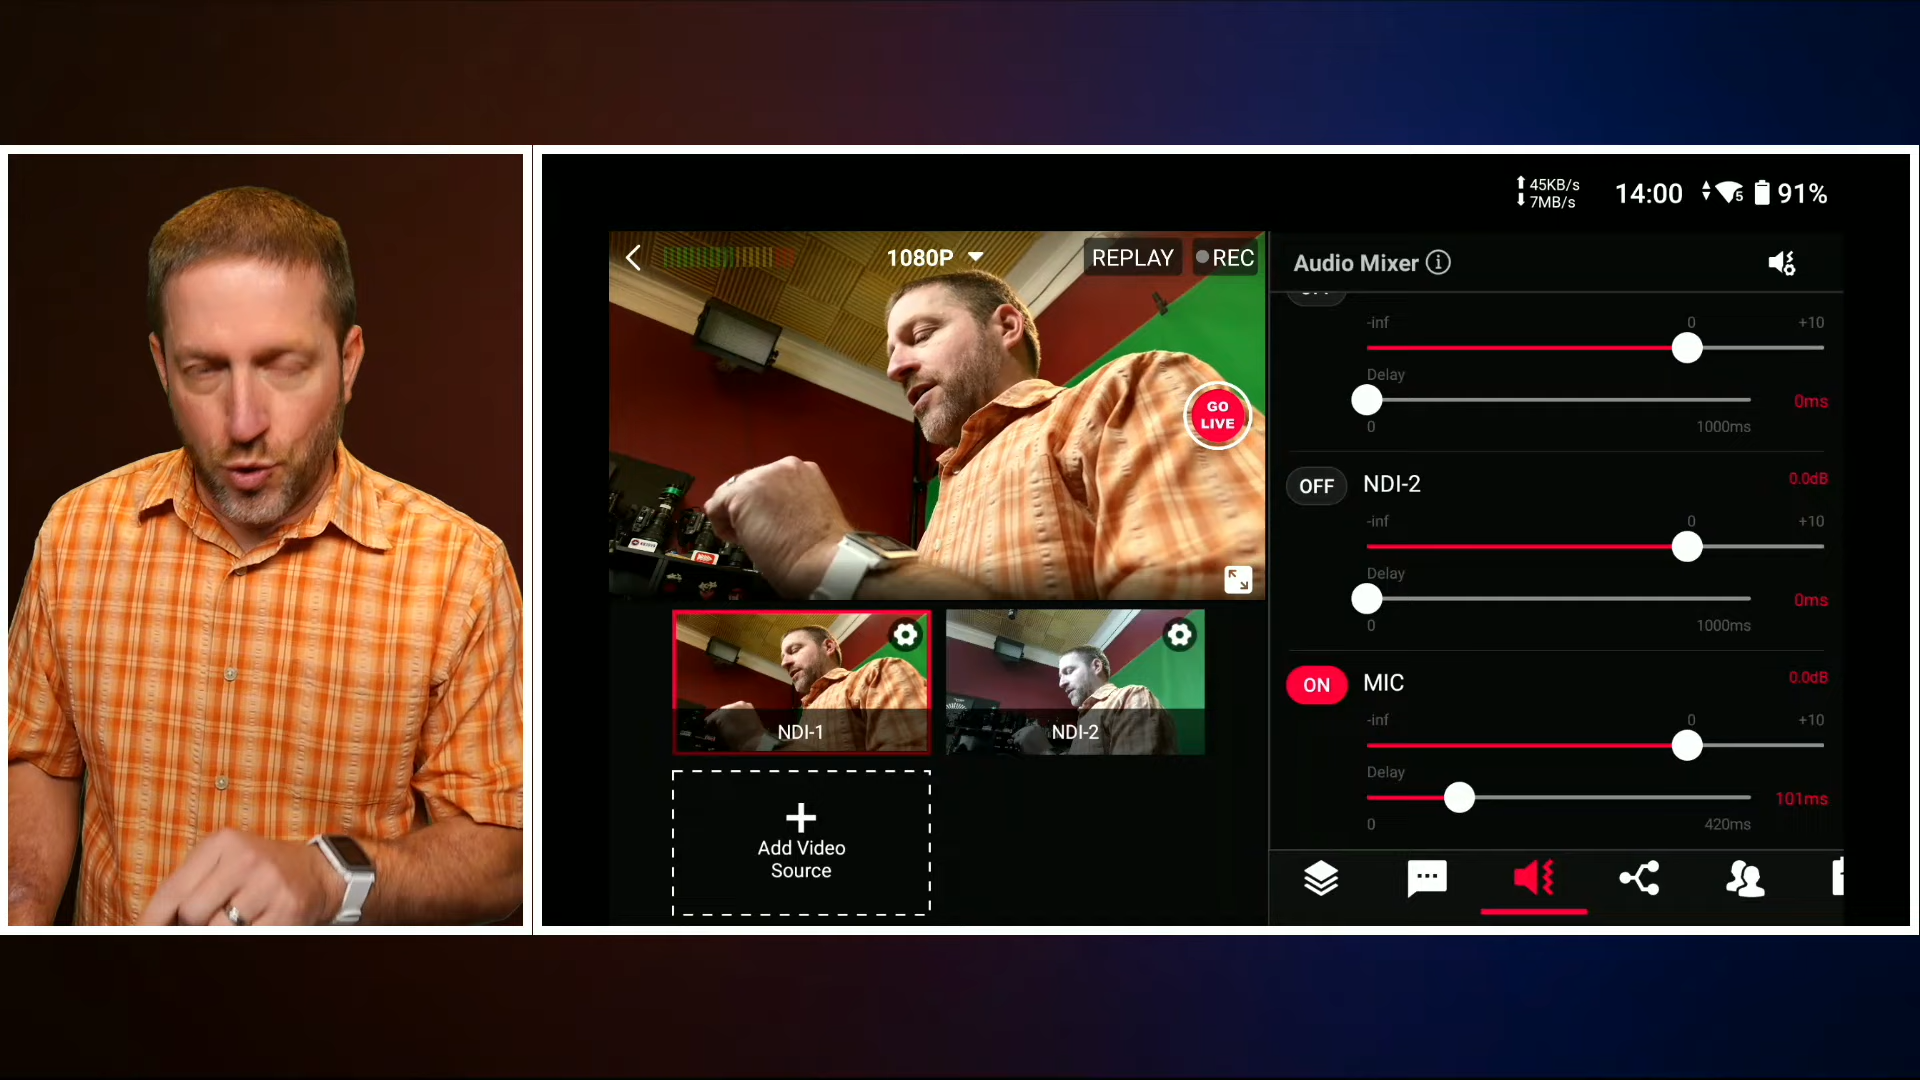 45KB/s
7MB/s
14:00
5
91%
1080P
REPLAY
REC
GO
LIVE
NDI-1
NDI-2
Add Video
Source
Audio Mixer
-inf 0 +10
Delay
0ms
0 1000ms
OFF NDI-2 0.0dB
-inf 0 +10
Delay
0ms
0 1000ms
ON MIC 0.0dB
-inf 0 +10
Delay
101ms
0 420ms